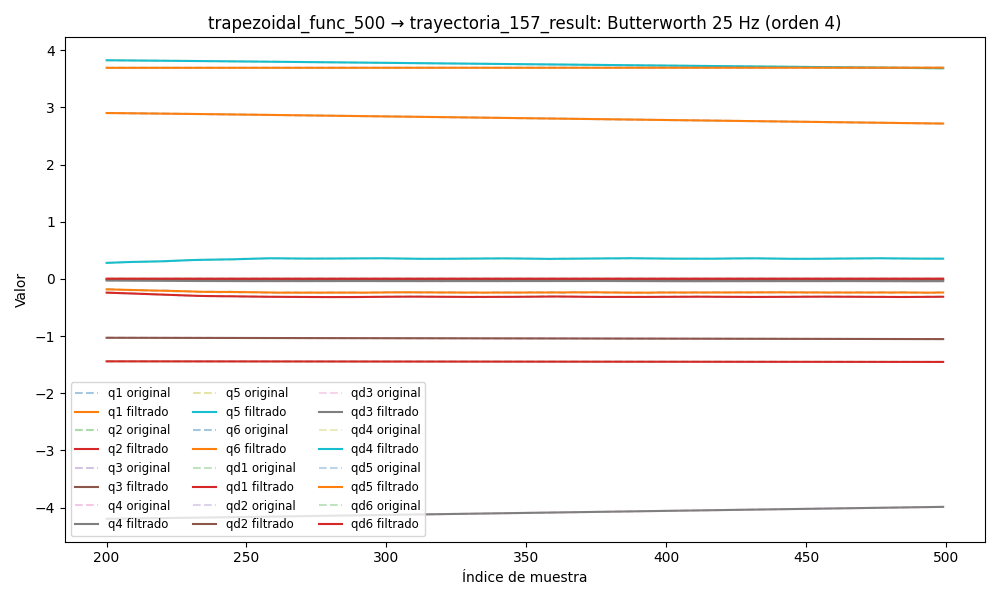 trapezoidal_func_500 → trayectoria_157_result: Butterworth 25 Hz (orden 4)
4
3
2
1
0
−1
−2
−3
−4
Valor
q1 original
q1 filtrado
q2 original
q2 filtrado
q3 original
q3 filtrado
q4 original
q4 filtrado
q5 original
q5 filtrado
q6 original
q6 filtrado
qd1 original
qd1 filtrado
qd2 original
qd2 filtrado
qd3 original
qd3 filtrado
qd4 original
qd4 filtrado
qd5 original
qd5 filtrado
qd6 original
qd6 filtrado
200
250
300
350
400
450
500
Índice de muestra